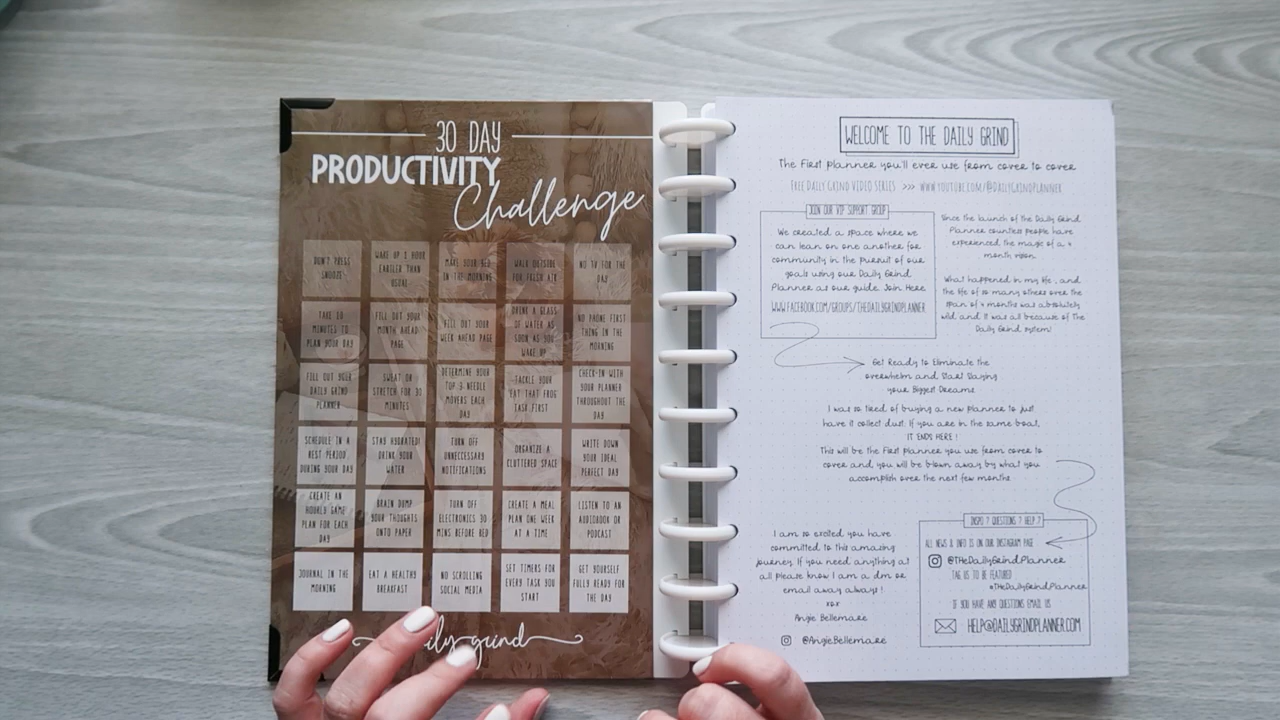 30 DAY
PRODUCTIVITY
Challenge
DON'T PRESS
SNOOZE
WAKE UP 1 HOUR
EARLIER THAN
USUAL
MAKE YOUR BED
IN THE MORNING
WALK OUTSIDE
FOR FRESH AIR
NO TV FOR THE
DAY
TAKE 10
MINUTES TO
PLAN YOUR DAY
FILL OUT YOUR
MONTH AHEAD
PAGE
FILL OUT YOUR
WEEK AHEAD PAGE
DRINK A GLASS
OF WATER AS
SOON AS YOU
WAKE UP
NO PHONE FIRST
THING IN THE
MORNING
FILL OUT YOUR
DAILY GRIND
PLANNER
SWEAT OR
STRETCH FOR 30
MINUTES
DETERMINE YOUR
TOP 3 NEEDLE
MOVERS EACH
DAY
TACKLE YOUR
EAT THAT FROG
TASK FIRST
CHECK-IN WITH
YOUR PLANNER
THROUGHOUT THE
DAY
SCHEDULE IN A
REST PERIOD
DURING YOUR DAY
STAY HYDRATED!
DRINK YOUR
WATER
TURN OFF
UNNECESSARY
NOTIFICATIONS
ORGANIZE A
CLUTTERED SPACE
WRITE DOWN
YOUR IDEAL
PERFECT DAY
CREATE AN
HOURLY GAME
PLAN FOR EACH
DAY
BRAIN DUMP
YOUR THOUGHTS
ONTO PAPER
TURN OFF
ELECTRONICS 30
MINS BEFORE BED
CREATE A MEAL
PLAN ONE WEEK
AT A TIME
LISTEN TO AN
AUDIOBOOK OR
PODCAST
JOURNAL IN THE
MORNING
EAT A HEALTHY
BREAKFAST
NO SCROLLING
SOCIAL MEDIA
SET TIMERS FOR
EVERY TASK YOU
START
GET YOURSELF
FULLY READY FOR
THE DAY
daily grind
WELCOME TO THE DAILY GRIND
The First planner you'll ever use from cover to cover
FREE DAILY GRIND VIDEO SERIES >>> WWW.YOUTUBE.COM/@DAILYGRINDPLANNER
JOIN OUR VIP SUPPORT GROUP
We created a space where we
can lean on one another for
community in the pursuit of our
goals using our Daily Grind
Planner as our guide. Join Here
WWW.FACEBOOK.COM/GROUPS/THEDAILYGRINDPLANNER
Since the launch of the Daily Grind
Planner countless people have
experienced the magic of a 4
month vision.
What happened in my life , and
the life of so many others over the
span of 4 months was absolutely
wild and it was all because of The
Daily Grind system!
Get Ready to Eliminate the
overwhelm and Start Slaying
your Biggest Dreams
I was so tired of buying a new planner to just
have it collect dust. If you are in the same boat,
IT ENDS HERE !
This will be the First planner you use from cover to
cover and you will be blown away by what you
accomplish over the next few months
I am so excited you have
committed to this amazing
journey. If you need anything at
all please know I am a dm or
email away always !
xox
Angie Bellemare
@Angie.Bellemare
INSPO ? QUESTIONS ? HELP ?
ALL NEWS & INFO IS ON OUR INSTAGRAM PAGE
@TheDailyGrind.Planner
TAG US TO BE FEATURED
#TheDailyGrindPlanner
IF YOU HAVE ANY QUESTIONS EMAIL US
HELP@DAILYGRINDPLANNER.COM